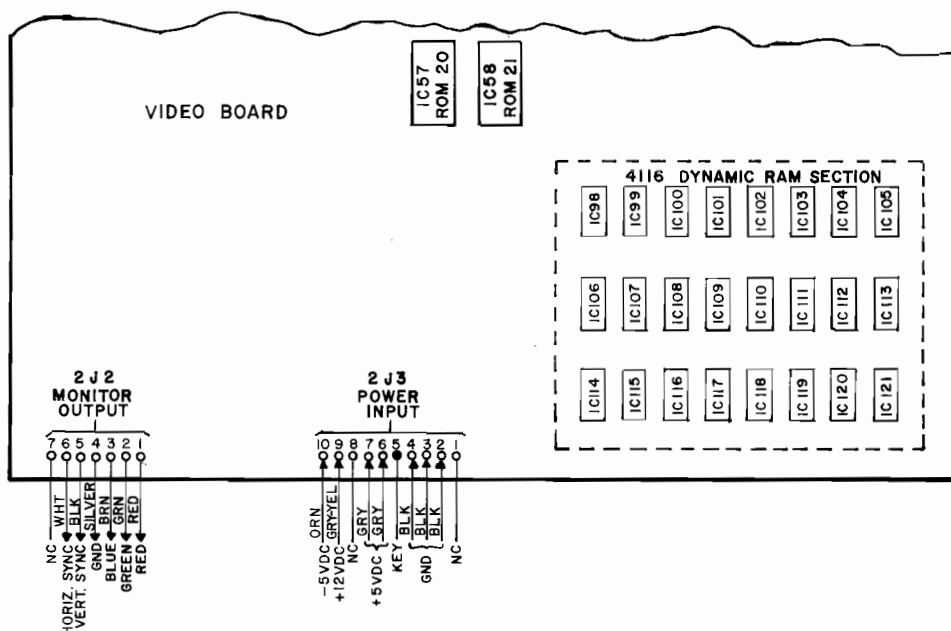 IC57
ROM 20
IC58
ROM 21
VIDEO BOARD
4116 DYNAMIC RAM SECTION
IC98
IC99
IC100
IC101
IC102
IC103
IC104
IC105
IC106
IC107
IC108
IC109
IC110
IC111
IC112
IC113
IC114
IC115
IC116
IC117
IC118
IC119
IC120
IC121
2J2
MONITOR
OUTPUT
7 6 5 4 3 2 1
WHT
BLK
SILVER
BRN
GRN
RED
NC
HORIZ. SYNC
VERT. SYNC
GND
BLUE
GREEN
RED
2J3
POWER
INPUT
10 9 8 7 6 5 4 3 2 1
ORN
GRY-YEL
GRY
GRY
BLK
BLK
BLK
-5VDC
+12VDC
NC
+5VDC
KEY
GND
NC